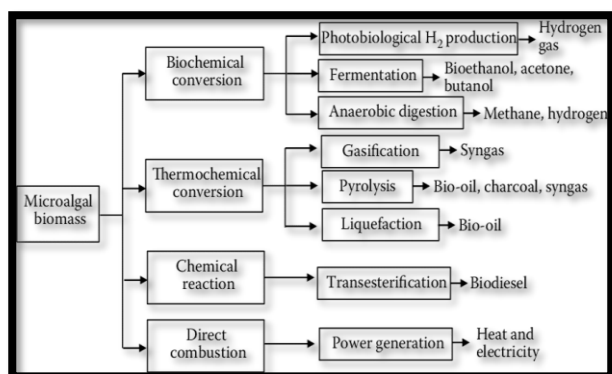 Microalgal
biomass
Biochemical
conversion
Photobiological H₂ production
Hydrogen
gas
Fermentation
Bioethanol, acetone,
butanol
Anaerobic digestion
Methane, hydrogen
Thermochemical
conversion
Gasification
Syngas
Pyrolysis
Bio-oil, charcoal, syngas
Liquefaction
Bio-oil
Chemical
reaction
Transesterification
Biodiesel
Direct
combustion
Power generation
Heat and
electricity